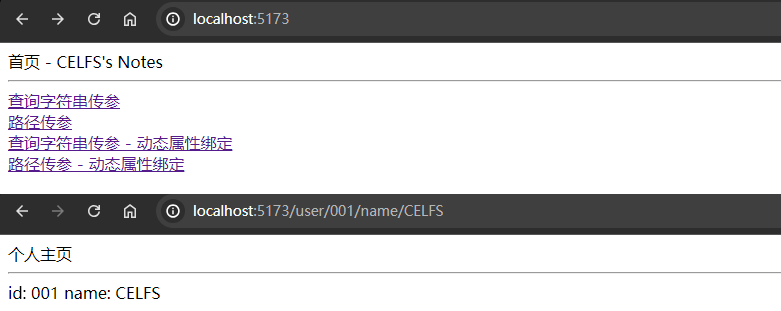 localhost:5173
首页 - CELFS's Notes
查询字符串传参
路径传参
查询字符串传参 - 动态属性绑定
路径传参 - 动态属性绑定
localhost:5173/user/001/name/CELFS
个人主页
id: 001 name: CELFS